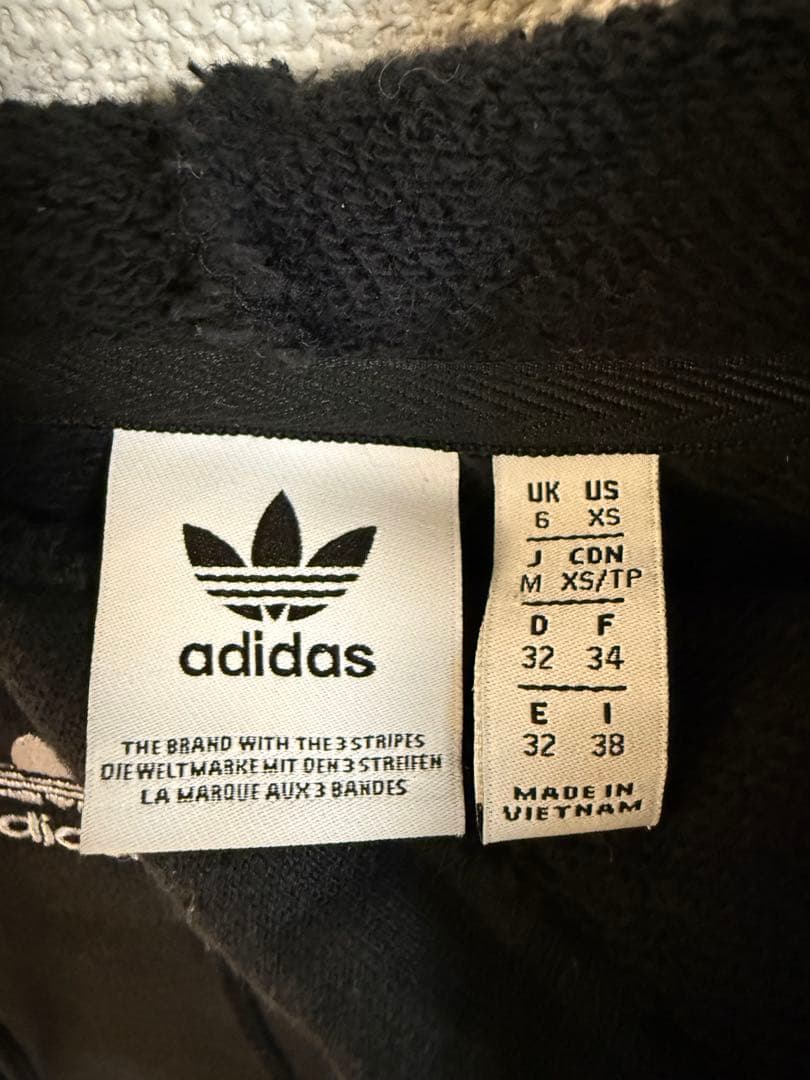 adidas
THE BRAND WITH THE 3 STRIPES
DIE WELTMARKE MIT DEN 3 STREIFEN
LA MARQUE AUX 3 BANDES
UK US
6 XS
J CDN
M XS/TP
D F
32 34
E I
32 38
MADE IN
VIETNAM
adid